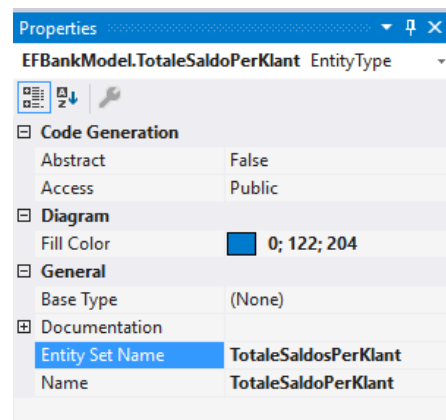 Properties
EFBankModel.TotaleSaldoPerKlant EntityType
Code Generation
Abstract False
Access Public
Diagram
Fill Color 0; 122; 204
General
Base Type (None)
Documentation
Entity Set Name TotaleSaldosPerKlant
Name TotaleSaldoPerKlant